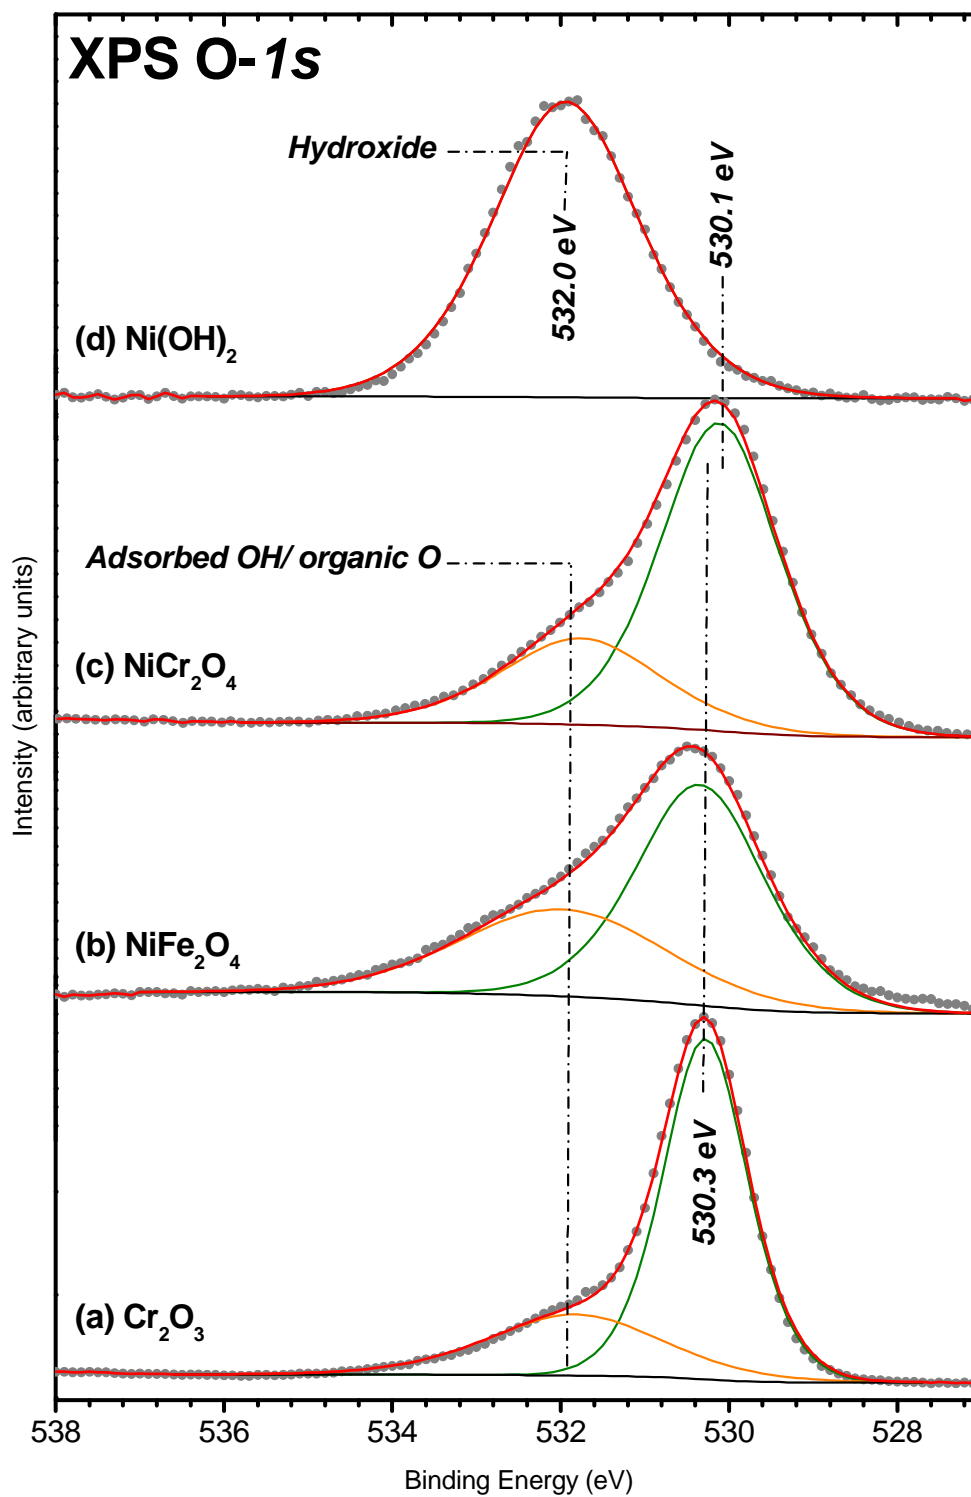 XPS O-1s
Hydroxide
532.0 eV
530.1 eV
(d) Ni(OH)₂
Adsorbed OH/ organic O
(c) NiCr₂O₄
Intensity (arbitrary units)
(b) NiFe₂O₄
530.3 eV
(a) Cr₂O₃
538 536 534 532 530 528
Binding Energy (eV)